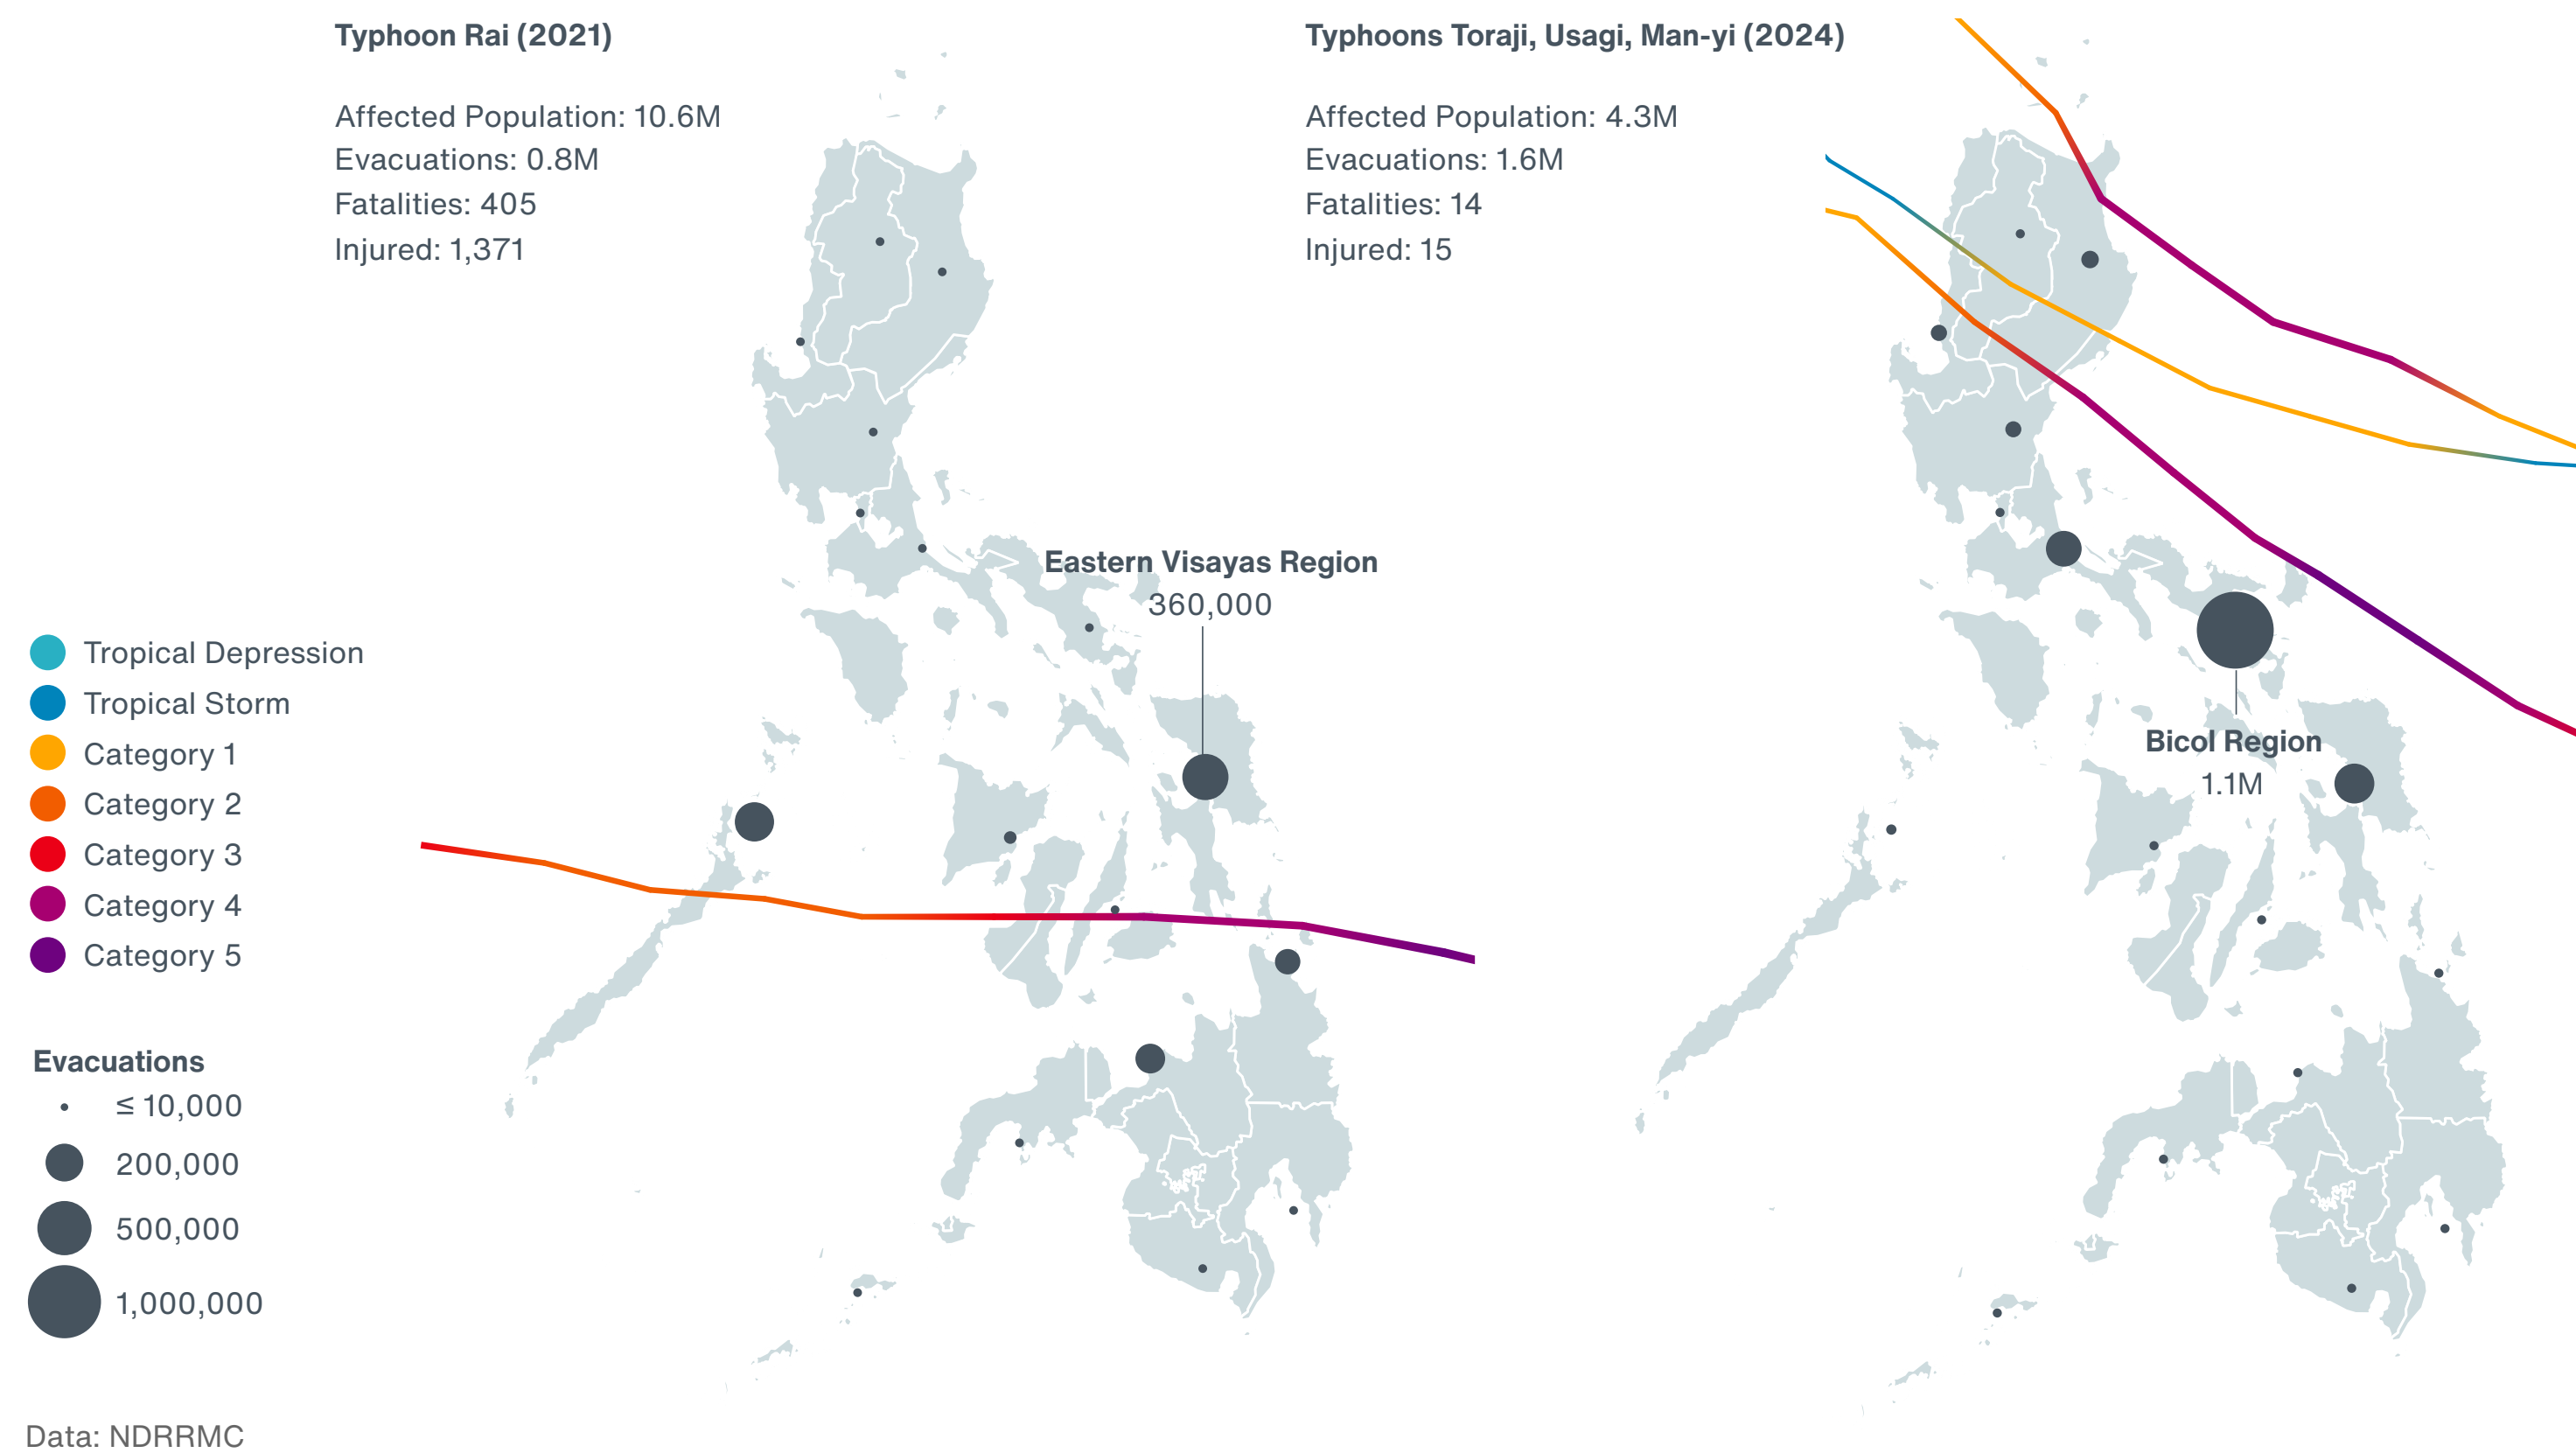 Typhoon Rai (2021)
Affected Population: 10.6M
Evacuations: 0.8M
Fatalities: 405
Injured: 1,371
Typhoons Toraji, Usagi, Man-yi (2024)
Affected Population: 4.3M
Evacuations: 1.6M
Fatalities: 14
Injured: 15
Eastern Visayas Region
360,000
Bicol Region
1.1M
Tropical Depression
Tropical Storm
Category 1
Category 2
Category 3
Category 4
Category 5
Evacuations
≤ 10,000
200,000
500,000
1,000,000
Data: NDRRMC